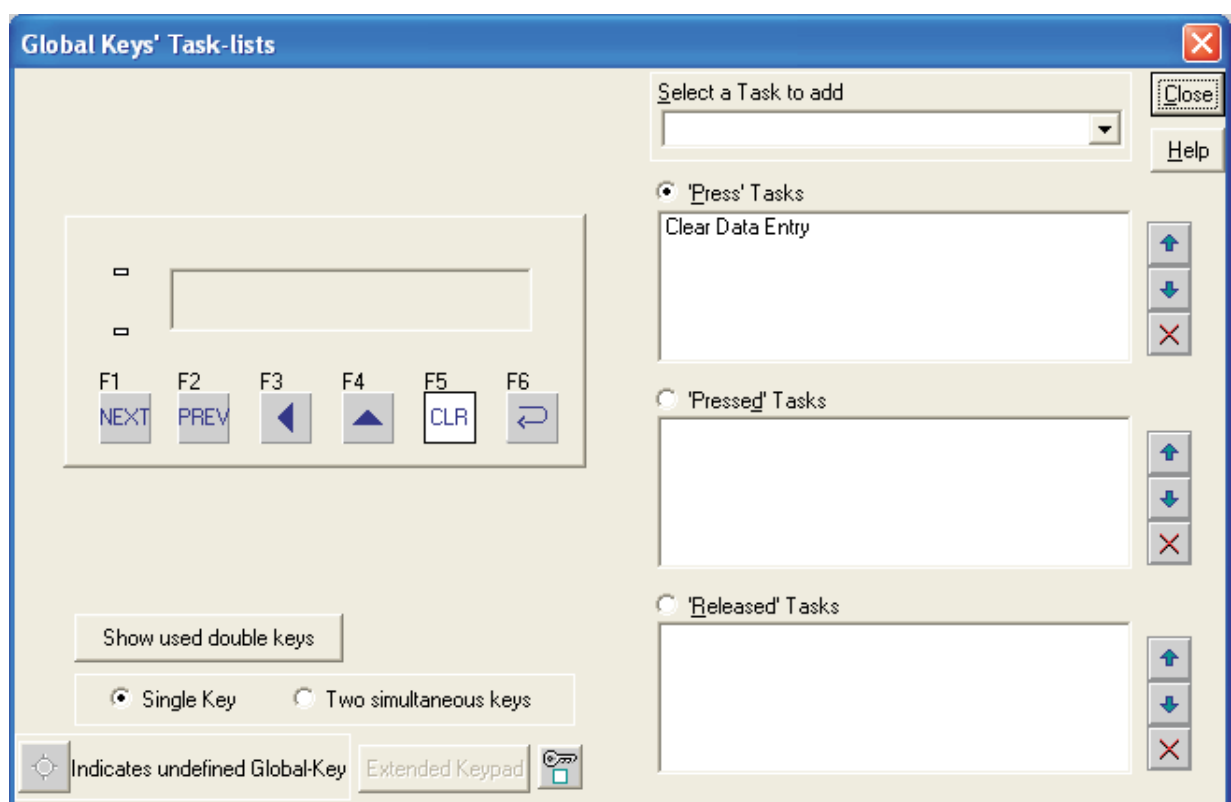 Global Keys' Task-lists
Select a Task to add
Close
Help
'Press' Tasks
Clear Data Entry
F1 F2 F3 F4 F5 F6
NEXT PREV CLR
'Pressed' Tasks
'Released' Tasks
Show used double keys
Single Key Two simultaneous keys
Indicates undefined Global-Key Extended Keypad